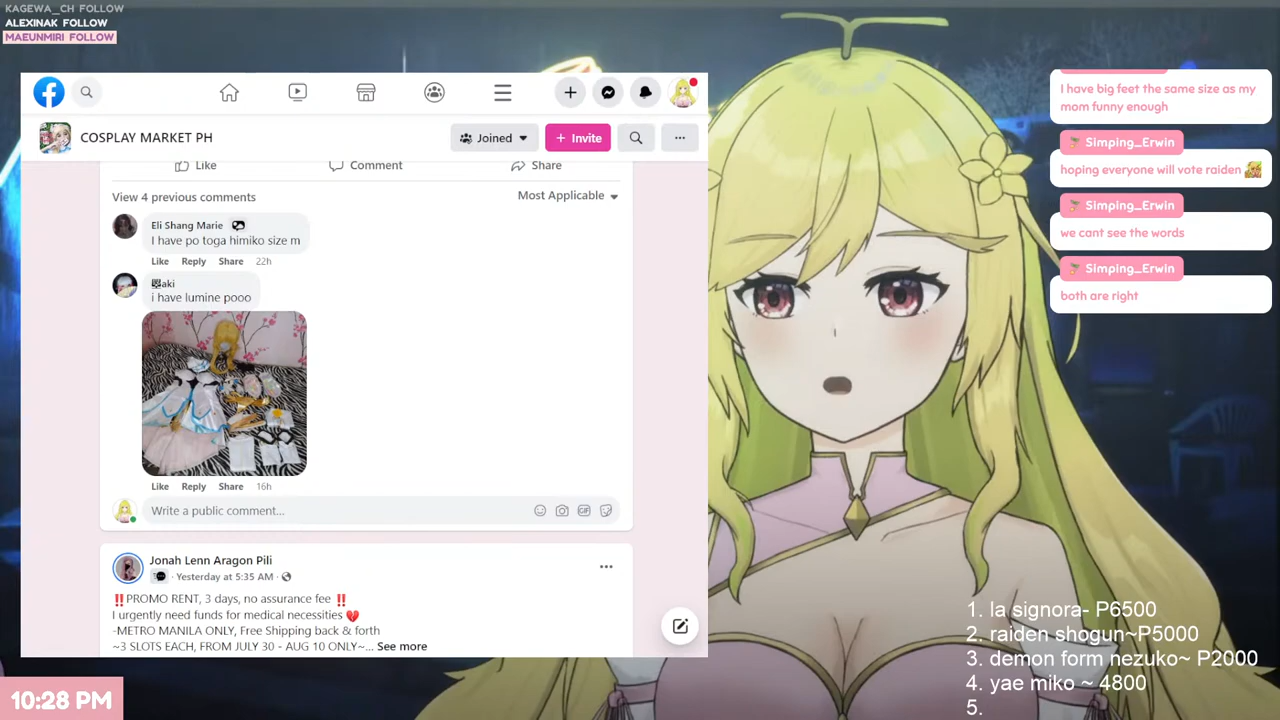 KAGEWA_CH FOLLOW
ALEXINAK FOLLOW
MAEUNMIRI FOLLOW
COSPLAY MARKET PH
Joined
+ Invite
Like
Comment
Share
View 4 previous comments
Most Applicable
Eli Shang Marie
I have po toga himiko size m
Like Reply Share 22h
aki
i have lumine pooo
Like Reply Share 16h
Write a public comment...
GIF
Jonah Lenn Aragon Pili
· Yesterday at 5:35 AM ·
‼️PROMO RENT, 3 days, no assurance fee ‼️
I urgently need funds for medical necessities 💔
-METRO MANILA ONLY, Free Shipping back & forth
~3 SLOTS EACH, FROM JULY 30 - AUG 10 ONLY~... See more
10:28 PM
I have big feet the same size as my
mom funny enough
Simping_Erwin
hoping everyone will vote raiden
Simping_Erwin
we cant see the words
Simping_Erwin
both are right
1. la signora- P6500
2. raiden shogun~P5000
3. demon form nezuko~ P2000
4. yae miko ~ 4800
5.